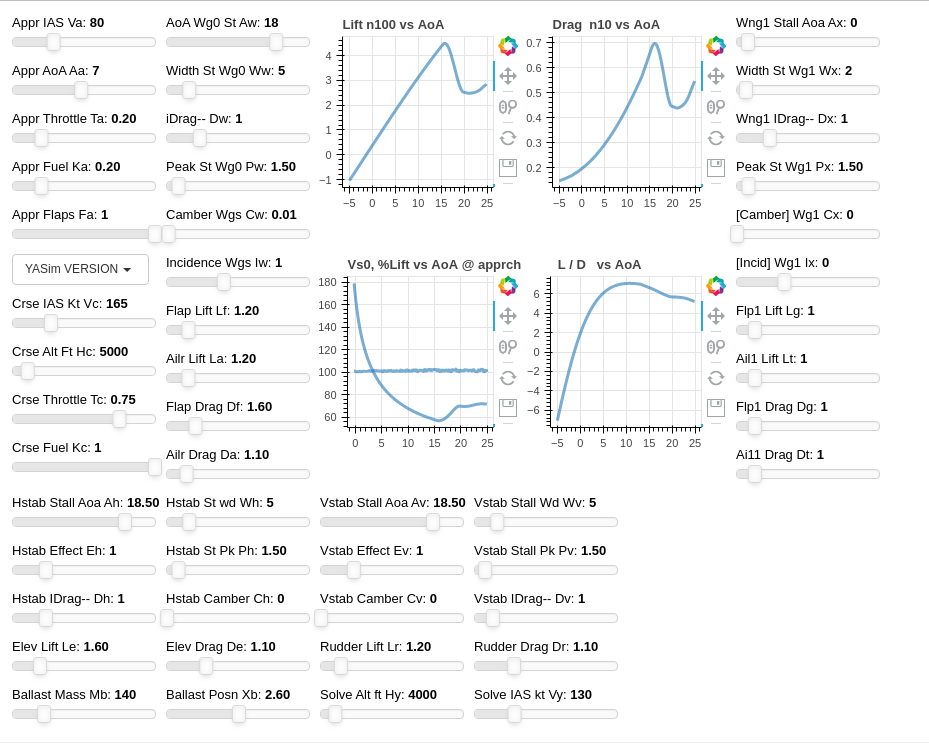 Appr IAS Va: 80
AoA Wg0 St Aw: 18
Lift n100 vs AoA
Drag n10 vs AoA
Wng1 Stall Aoa Ax: 0
Appr AoA Aa: 7
Width St Wg0 Ww: 5
Width St Wg1 Wx: 2
Appr Throttle Ta: 0.20
iDrag-- Dw: 1
Wng1 IDrag-- Dx: 1
Appr Fuel Ka: 0.20
Peak St Wg0 Pw: 1.50
Peak St Wg1 Px: 1.50
Appr Flaps Fa: 1
Camber Wgs Cw: 0.01
[Camber] Wg1 Cx: 0
4
3
2
1
0
−1
−5 0 5 10 15 20 25
0.7
0.6
0.5
0.4
0.3
0.2
−5 0 5 10 15 20 25
YASim VERSION
Incidence Wgs Iw: 1
Vs0, %Lift vs AoA @ apprch
L / D vs AoA
[Incid] Wg1 Ix: 0
Crse IAS Kt Vc: 165
Flap Lift Lf: 1.20
Flp1 Lift Lg: 1
Crse Alt Ft Hc: 5000
Ailr Lift La: 1.20
Ail1 Lift Lt: 1
Crse Throttle Tc: 0.75
Flap Drag Df: 1.60
Flp1 Drag Dg: 1
Crse Fuel Kc: 1
Ailr Drag Da: 1.10
Ai11 Drag Dt: 1
180
160
140
120
100
80
60
0 5 10 15 20 25
6
4
2
0
−2
−4
−6
−5 0 5 10 15 20 25
Hstab Stall Aoa Ah: 18.50
Hstab St wd Wh: 5
Vstab Stall Aoa Av: 18.50
Vstab Stall Wd Wv: 5
Hstab Effect Eh: 1
Hstab St Pk Ph: 1.50
Vstab Effect Ev: 1
Vstab Stall Pk Pv: 1.50
Hstab IDrag-- Dh: 1
Hstab Camber Ch: 0
Vstab Camber Cv: 0
Vstab IDrag-- Dv: 1
Elev Lift Le: 1.60
Elev Drag De: 1.10
Rudder Lift Lr: 1.20
Rudder Drag Dr: 1.10
Ballast Mass Mb: 140
Ballast Posn Xb: 2.60
Solve Alt ft Hy: 4000
Solve IAS kt Vy: 130